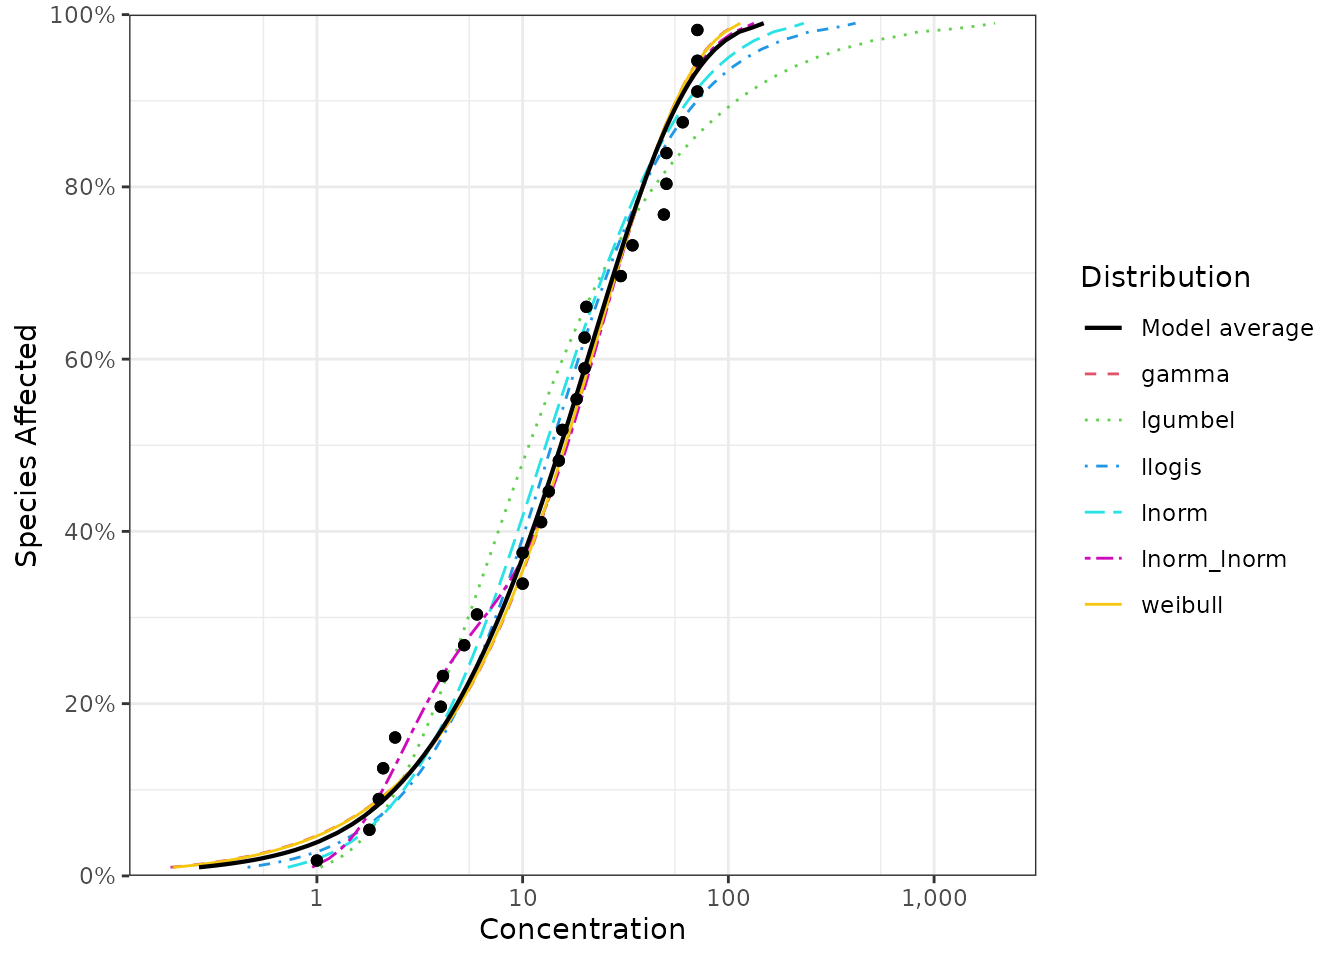 100%
80%
60%
40%
20%
0%
Species Affected
1
10
100
1,000
Concentration
Distribution
Model average
gamma
lgumbel
llogis
lnorm
lnorm_lnorm
weibull